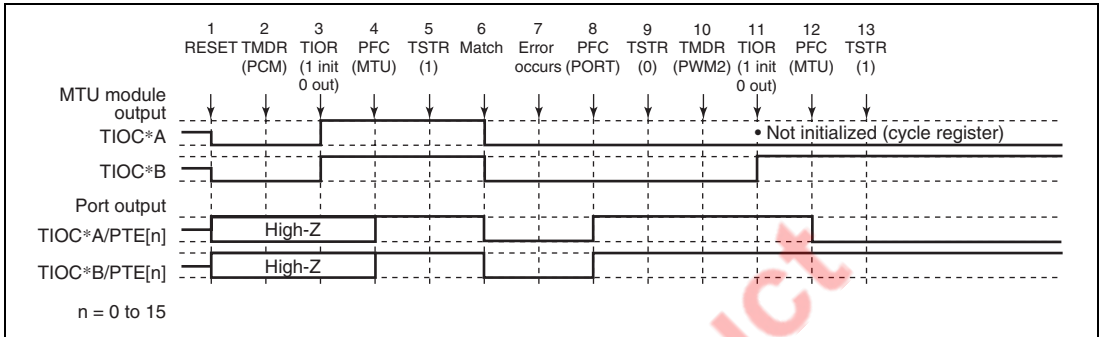 1 2 3 4 5 6 7 8 9 10 11 12 13
RESET TMDR TIOR PFC TSTR Match Error PFC TSTR TMDR TIOR PFC TSTR
(PCM) (1 init (MTU) (1) occurs (PORT) (0) (PWM2) (1 init (MTU) (1)
0 out) 0 out)
MTU module
output
TIOC*A
• Not initialized (cycle register)
TIOC*B
Port output
TIOC*A/PTE[n]
High-Z
TIOC*B/PTE[n]
High-Z
n = 0 to 15